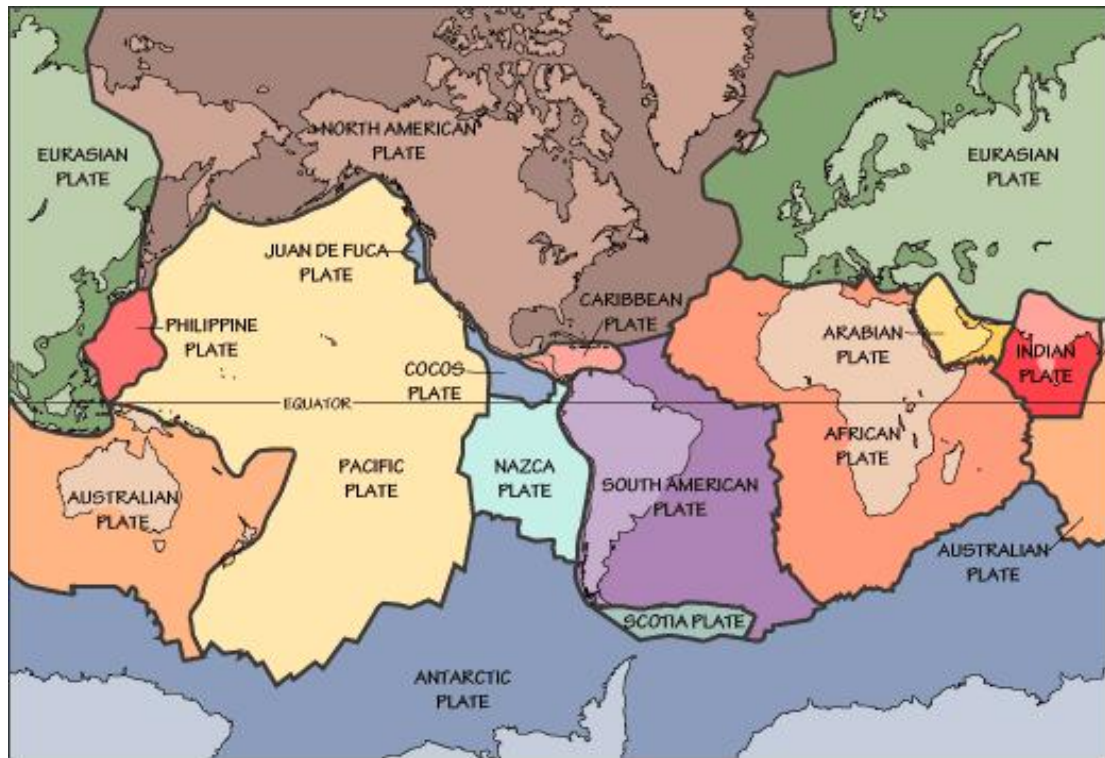 NORTH AMERICAN
PLATE
EURASIAN
PLATE
EURASIAN
PLATE
JUAN DE FUCA
PLATE
CARIBBEAN
PLATE
PHILIPPINE
PLATE
ARABIAN
PLATE
INDIAN
PLATE
COCOS
PLATE
EQUATOR
AFRICAN
PLATE
PACIFIC
PLATE
NAZCA
PLATE
SOUTH AMERICAN
PLATE
AUSTRALIAN
PLATE
AUSTRALIAN
PLATE
SCOTIA PLATE
ANTARCTIC
PLATE